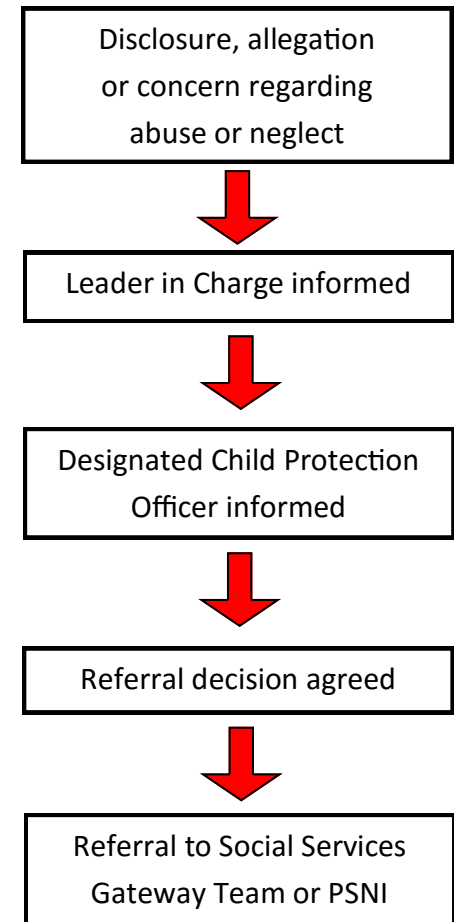 Disclosure, allegation
or concern regarding
abuse or neglect
Leader in Charge informed
Designated Child Protection
Officer informed
Referral decision agreed
Referral to Social Services
Gateway Team or PSNI